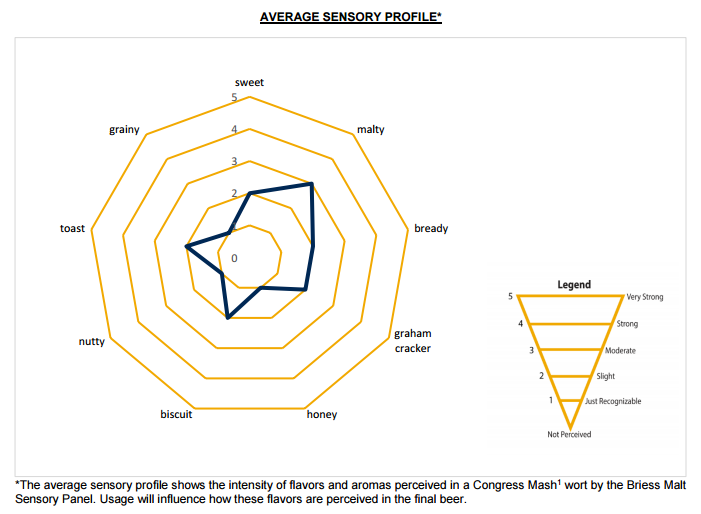 AVERAGE SENSORY PROFILE*
sweet
5
grainy
malty
4
3
2
1
toast
bready
0
Legend
5
Very Strong
4
Strong
graham
cracker
nutty
3
Moderate
2
Slight
1
Just Recognizable
biscuit
honey
Not Perceived
*The average sensory profile shows the intensity of flavors and aromas perceived in a Congress Mash¹ wort by the Briess Malt
Sensory Panel. Usage will influence how these flavors are perceived in the final beer.